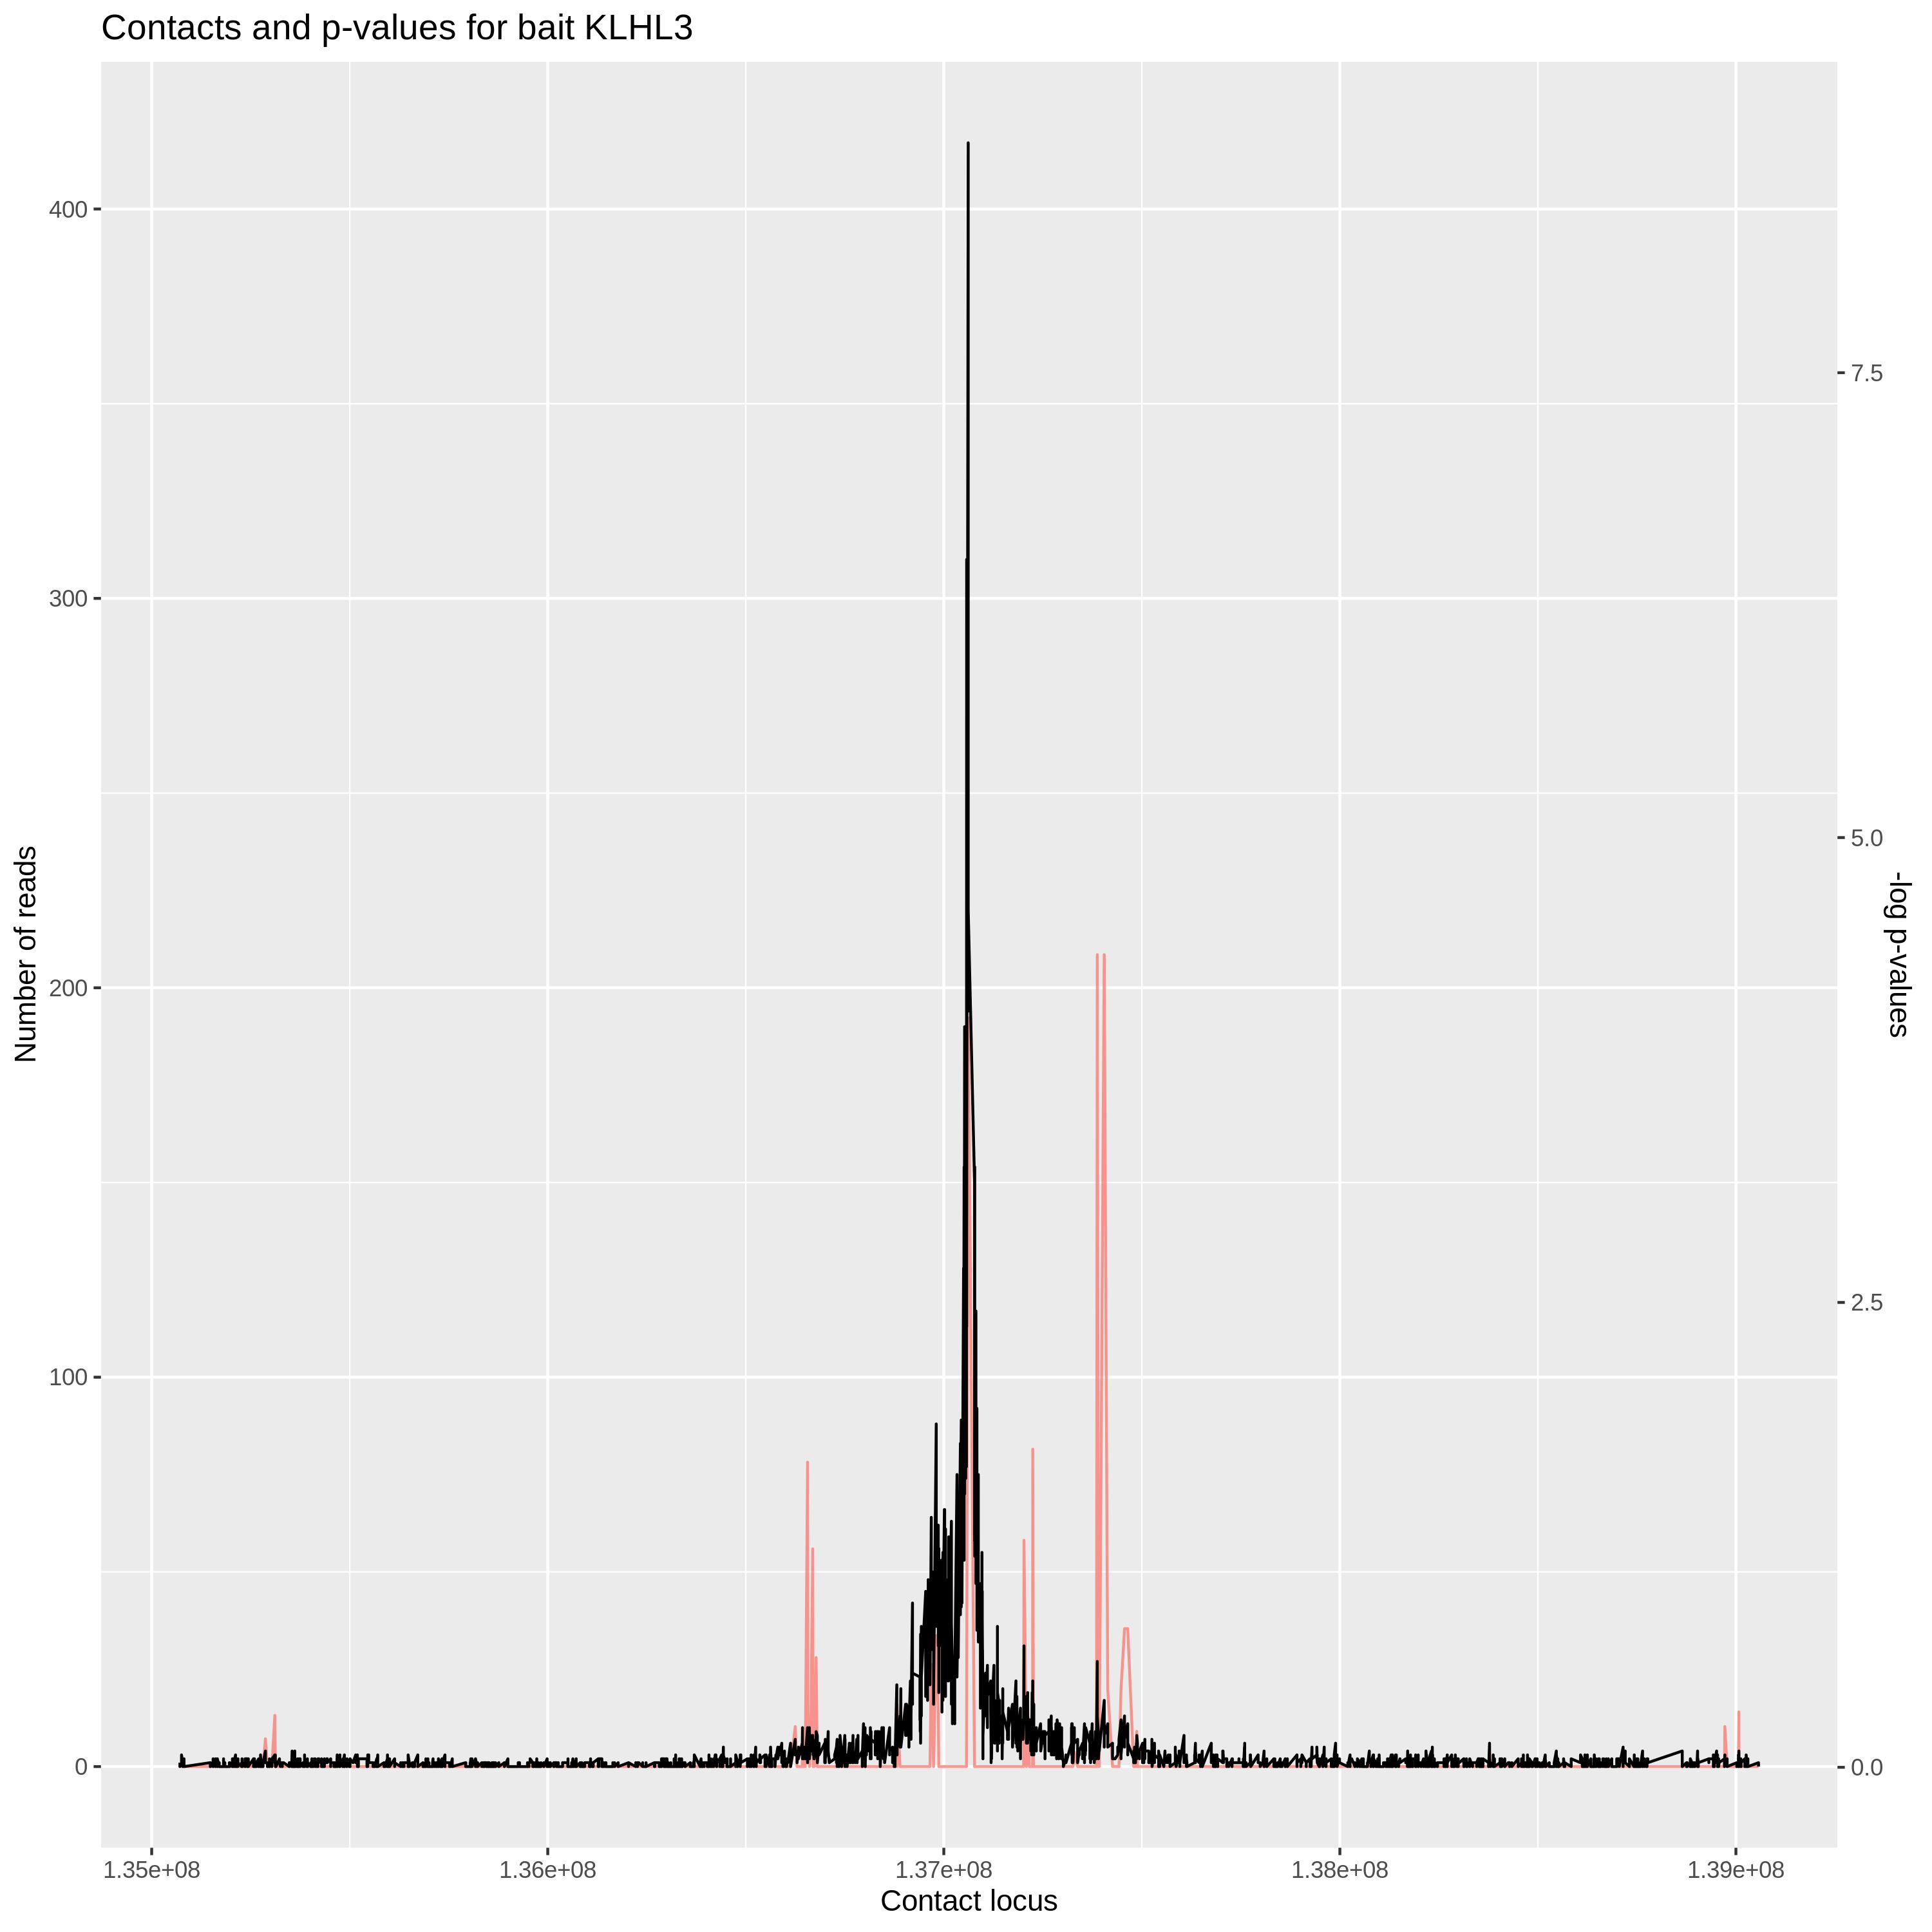 Contacts and p-values for bait KLHL3
400
300
200
100
0
Number of reads
7.5
5.0
2.5
0.0
-log p-values
1.35e+08
1.36e+08
1.37e+08
1.38e+08
1.39e+08
Contact locus